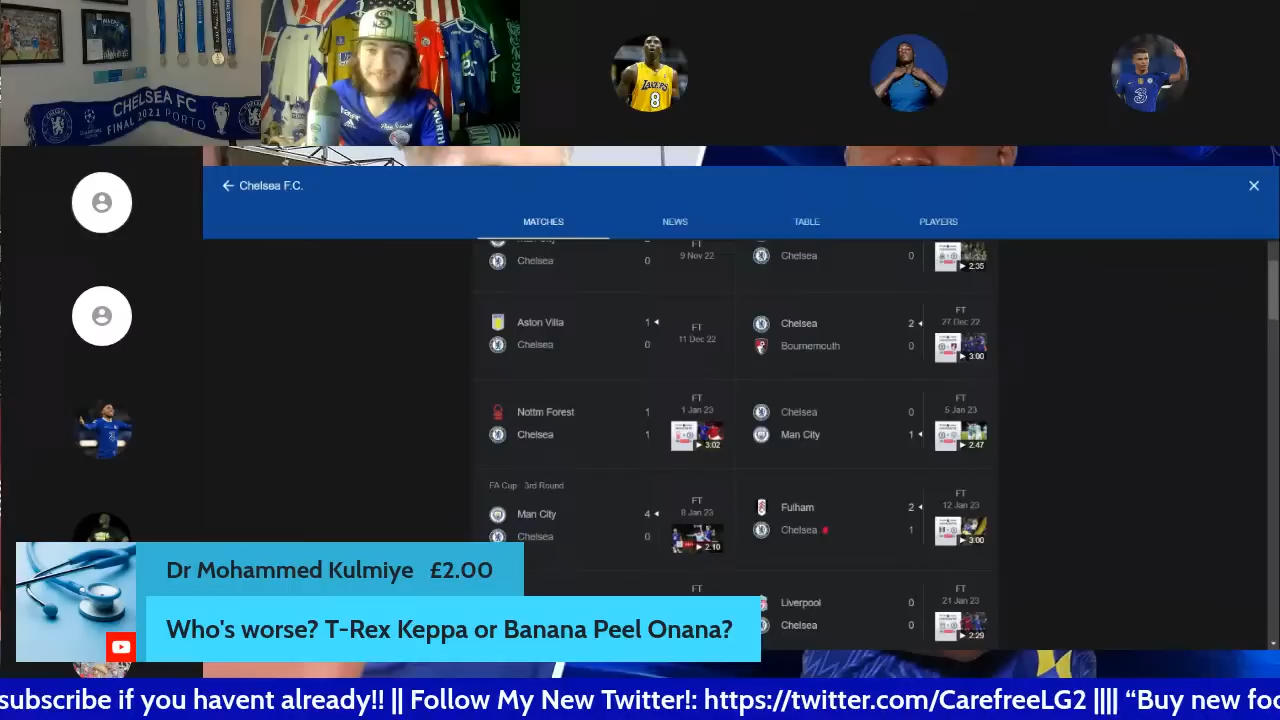 CHELSEA FC
FINAL 2021 PORTO
LAKERS
8
3
Chelsea F.C.
MATCHES
NEWS
TABLE
PLAYERS
Chelsea 0
FT
9 Nov 22
Chelsea 0
2:35
Aston Villa 1
Chelsea 0
FT
11 Dec 22
Chelsea 2
Bournemouth 0
FT
27 Dec 22
3:00
Nottm Forest 1
Chelsea 1
FT
1 Jan 23
3:02
Chelsea 0
Man City 1
FT
5 Jan 23
2:47
FA Cup · 3rd Round
Man City 4
Chelsea 0
FT
8 Jan 23
2:10
Fulham 2
Chelsea 1
FT
12 Jan 23
3:00
FT
Liverpool 0
Chelsea 0
FT
21 Jan 23
2:29
Dr Mohammed Kulmiye £2.00
Who's worse? T-Rex Keppa or Banana Peel Onana?
subscribe if you havent already!! || Follow My New Twitter!: https://twitter.com/CarefreeLG2 |||| “Buy new foo